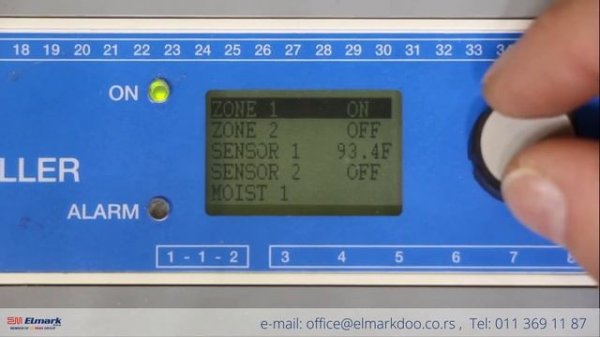 18 19 20 21 22 23 24 25 26 27 28 29 30 31 32 33 34
ON
ZONE 1 ON
ZONE 2 OFF
SENSOR 1 93.4F
SENSOR 2 OFF
MOIST 1
LLER
ALARM
1 - 1 - 2 3 4 5 6 7 8
Elmark
e-mail: office@elmarkdoo.co.rs , Tel: 011 369 11 87